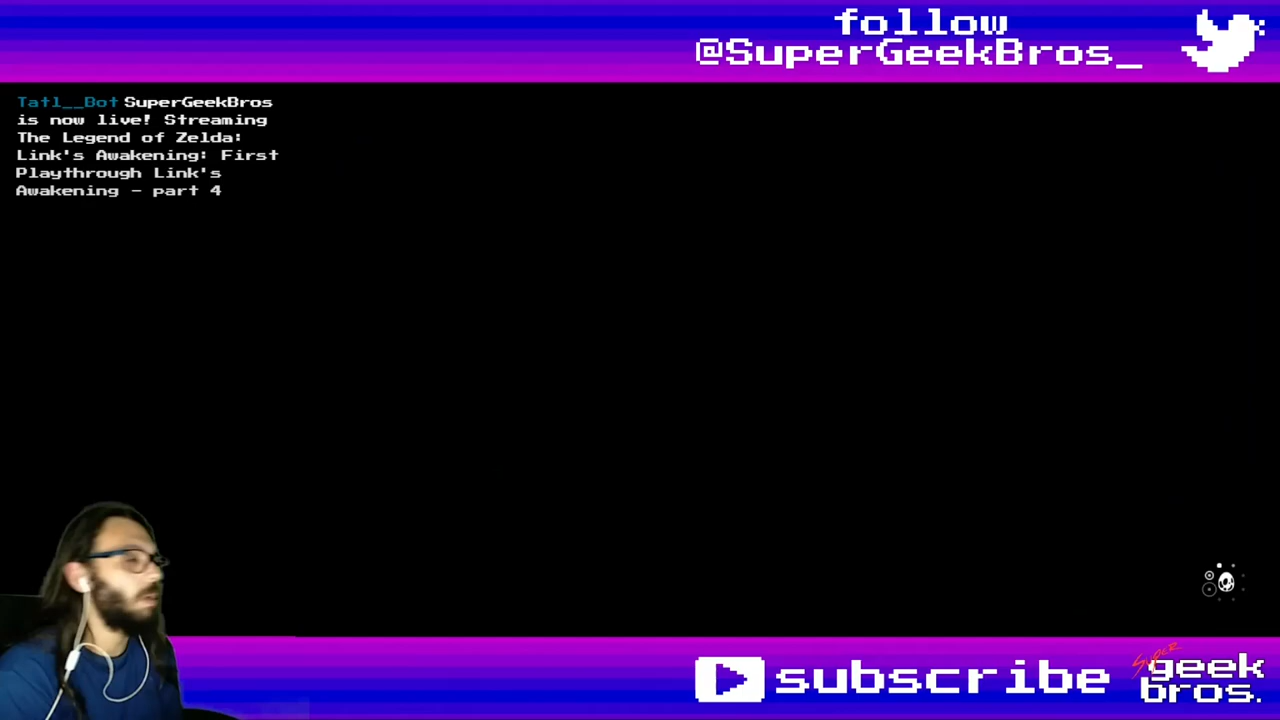 follow
@SuperGeekBros_
Tatl__Bot SuperGeekBros
is now live! Streaming
The Legend of Zelda:
Link's Awakening: First
Playthrough Link's
Awakening - part 4
subscribe
super
geek
bros.